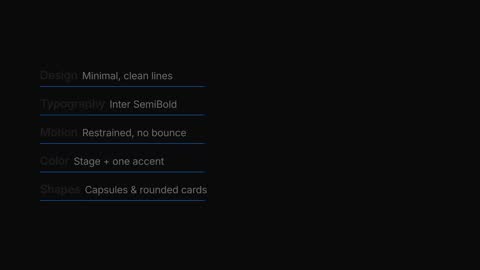 Design Minimal, clean lines
Typography Inter SemiBold
Motion Restrained, no bounce
Color Stage + one accent
Shapes Capsules & rounded cards